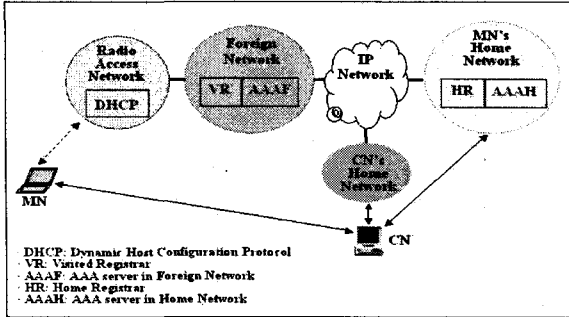 Radio
Access
Network
DHCP
Foreign
Network
VR
AAAF
IP
Network
MN's
Home
Network
HR
AAAH
CN's
Home
Network
MN
CN
· DHCP: Dynamic Host Configuration Protocol
· VR: Visited Registrar
· AAAF: AAA server in Foreign Network
· HR: Home Registrar
· AAAH: AAA server in Home Network